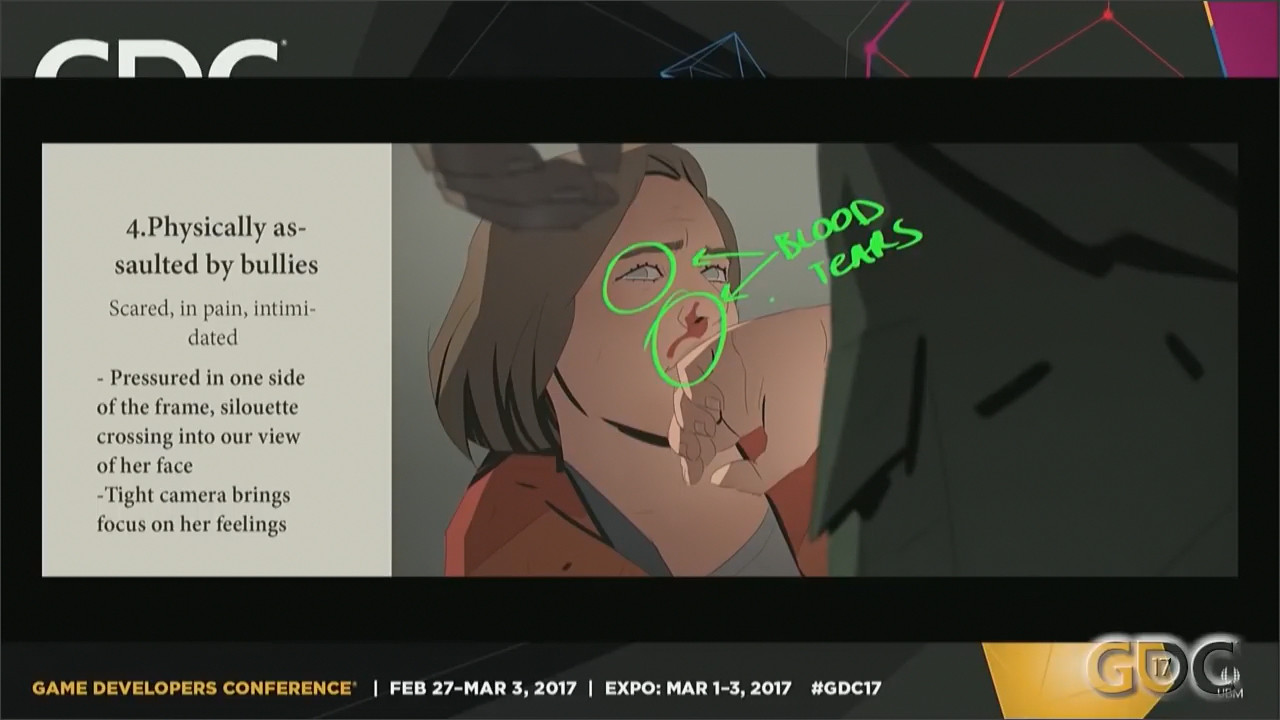 GDC
4.Physically as-
saulted by bullies
Scared, in pain, intimi-
dated
- Pressured in one side
of the frame, silouette
crossing into our view
of her face
-Tight camera brings
focus on her feelings
BLOOD
TEARS
GAME DEVELOPERS CONFERENCE® | FEB 27–MAR 3, 2017 | EXPO: MAR 1–3, 2017 #GDC17
GDC
17
UBM